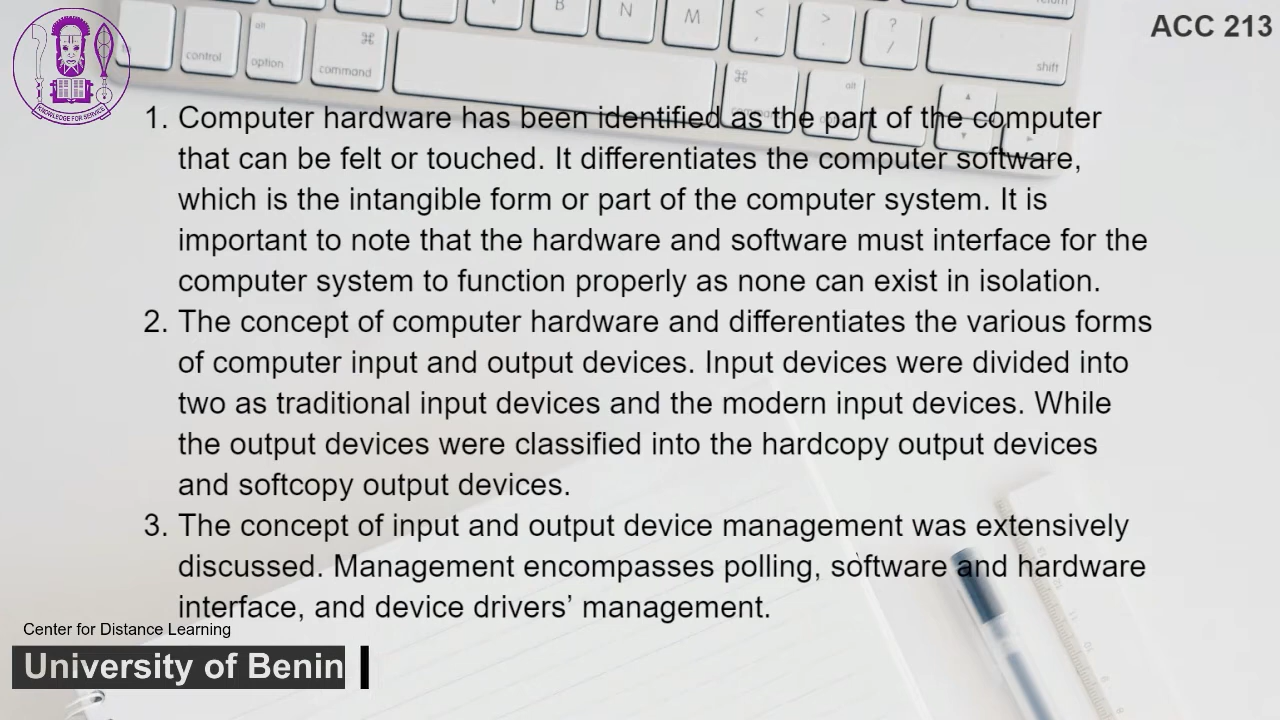 ACC 213
B
N
M
<
>
?
,
.
/
return
control
alt
option
⌘
command
⌘
alt
shift
KNOWLEDGE FOR SERVICE
1. Computer hardware has been identified as the part of the computer
that can be felt or touched. It differentiates the computer software,
which is the intangible form or part of the computer system. It is
important to note that the hardware and software must interface for the
computer system to function properly as none can exist in isolation.
2. The concept of computer hardware and differentiates the various forms
of computer input and output devices. Input devices were divided into
two as traditional input devices and the modern input devices. While
the output devices were classified into the hardcopy output devices
and softcopy output devices.
3. The concept of input and output device management was extensively
discussed. Management encompasses polling, software and hardware
interface, and device drivers’ management.
Center for Distance Learning
University of Benin